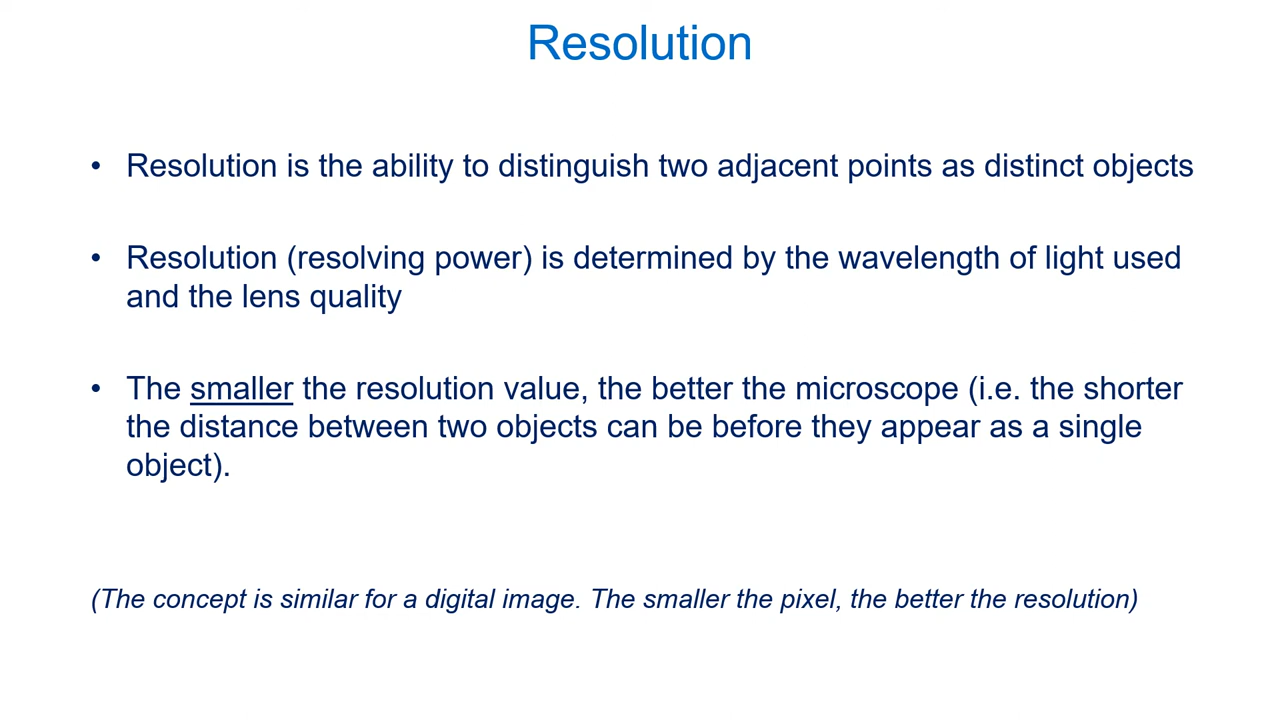 Resolution
• Resolution is the ability to distinguish two adjacent points as distinct objects
• Resolution (resolving power) is determined by the wavelength of light used
and the lens quality
• The smaller the resolution value, the better the microscope (i.e. the shorter
the distance between two objects can be before they appear as a single
object).
(The concept is similar for a digital image. The smaller the pixel, the better the resolution)